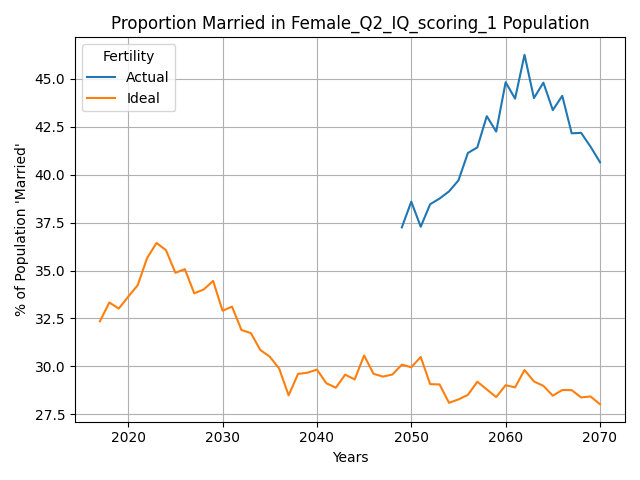 Proportion Married in Female_Q2_IQ_scoring_1 Population
Fertility
Actual
Ideal
% of Population 'Married'
45.0
42.5
40.0
37.5
35.0
32.5
30.0
27.5
2020 2030 2040 2050 2060 2070
Years